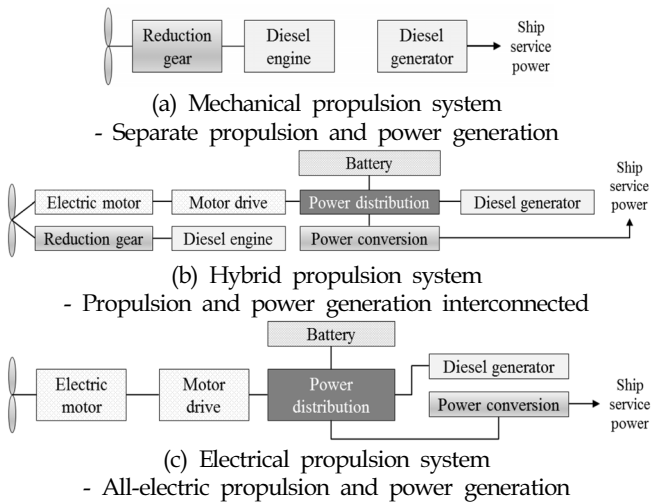 Reduction gear
Diesel engine
Diesel generator
Ship service power
(a) Mechanical propulsion system
- Separate propulsion and power generation
Battery
Ship service power
Electric motor
Motor drive
Power distribution
Diesel generator
Reduction gear
Diesel engine
Power conversion
(b) Hybrid propulsion system
- Propulsion and power generation interconnected
Battery
Electric motor
Motor drive
Power distribution
Diesel generator
Power conversion
Ship service power
(c) Electrical propulsion system
- All-electric propulsion and power generation